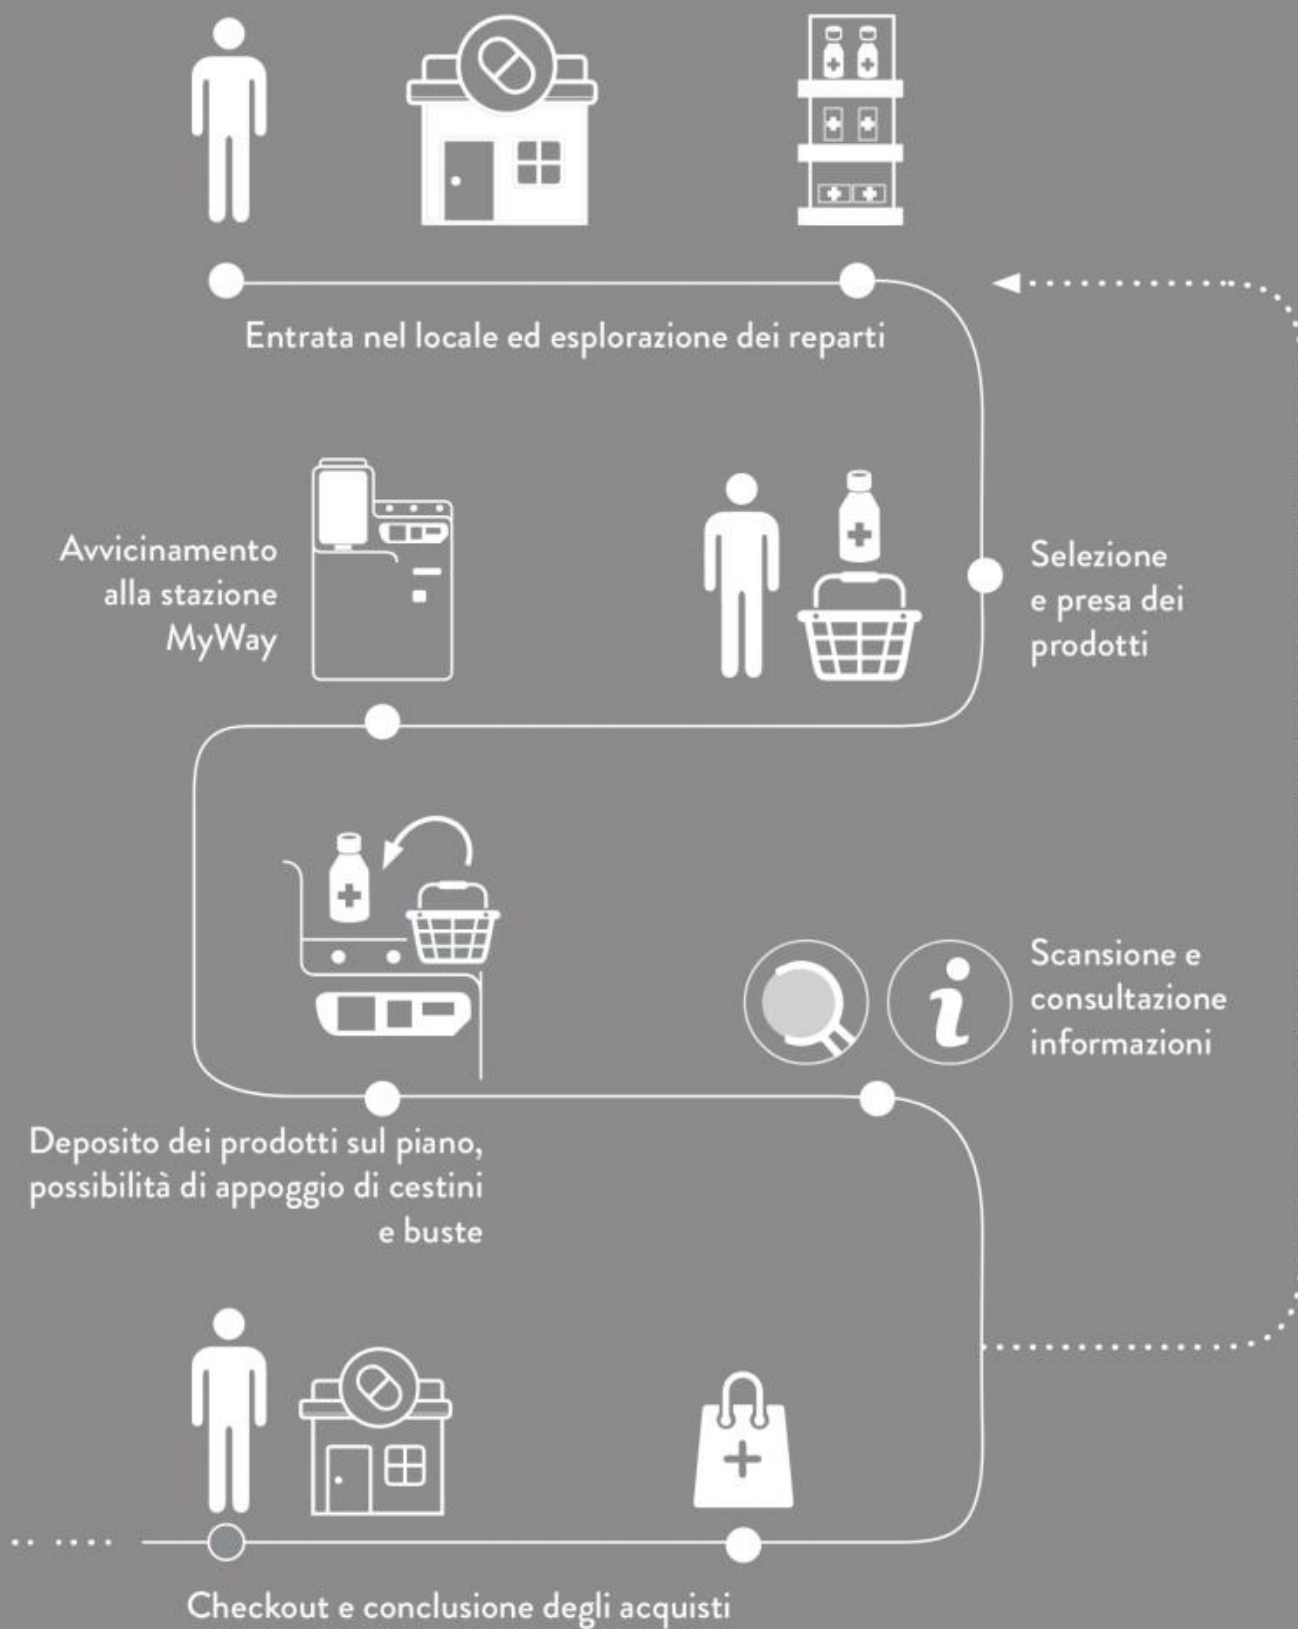 Entrata nel locale ed esplorazione dei reparti
Selezione
e presa dei
prodotti
Avvicinamento
alla stazione
MyWay
Deposito dei prodotti sul piano,
possibilità di appoggio di cestini
e buste
Scansione e
consultazione
informazioni
Checkout e conclusione degli acquisti